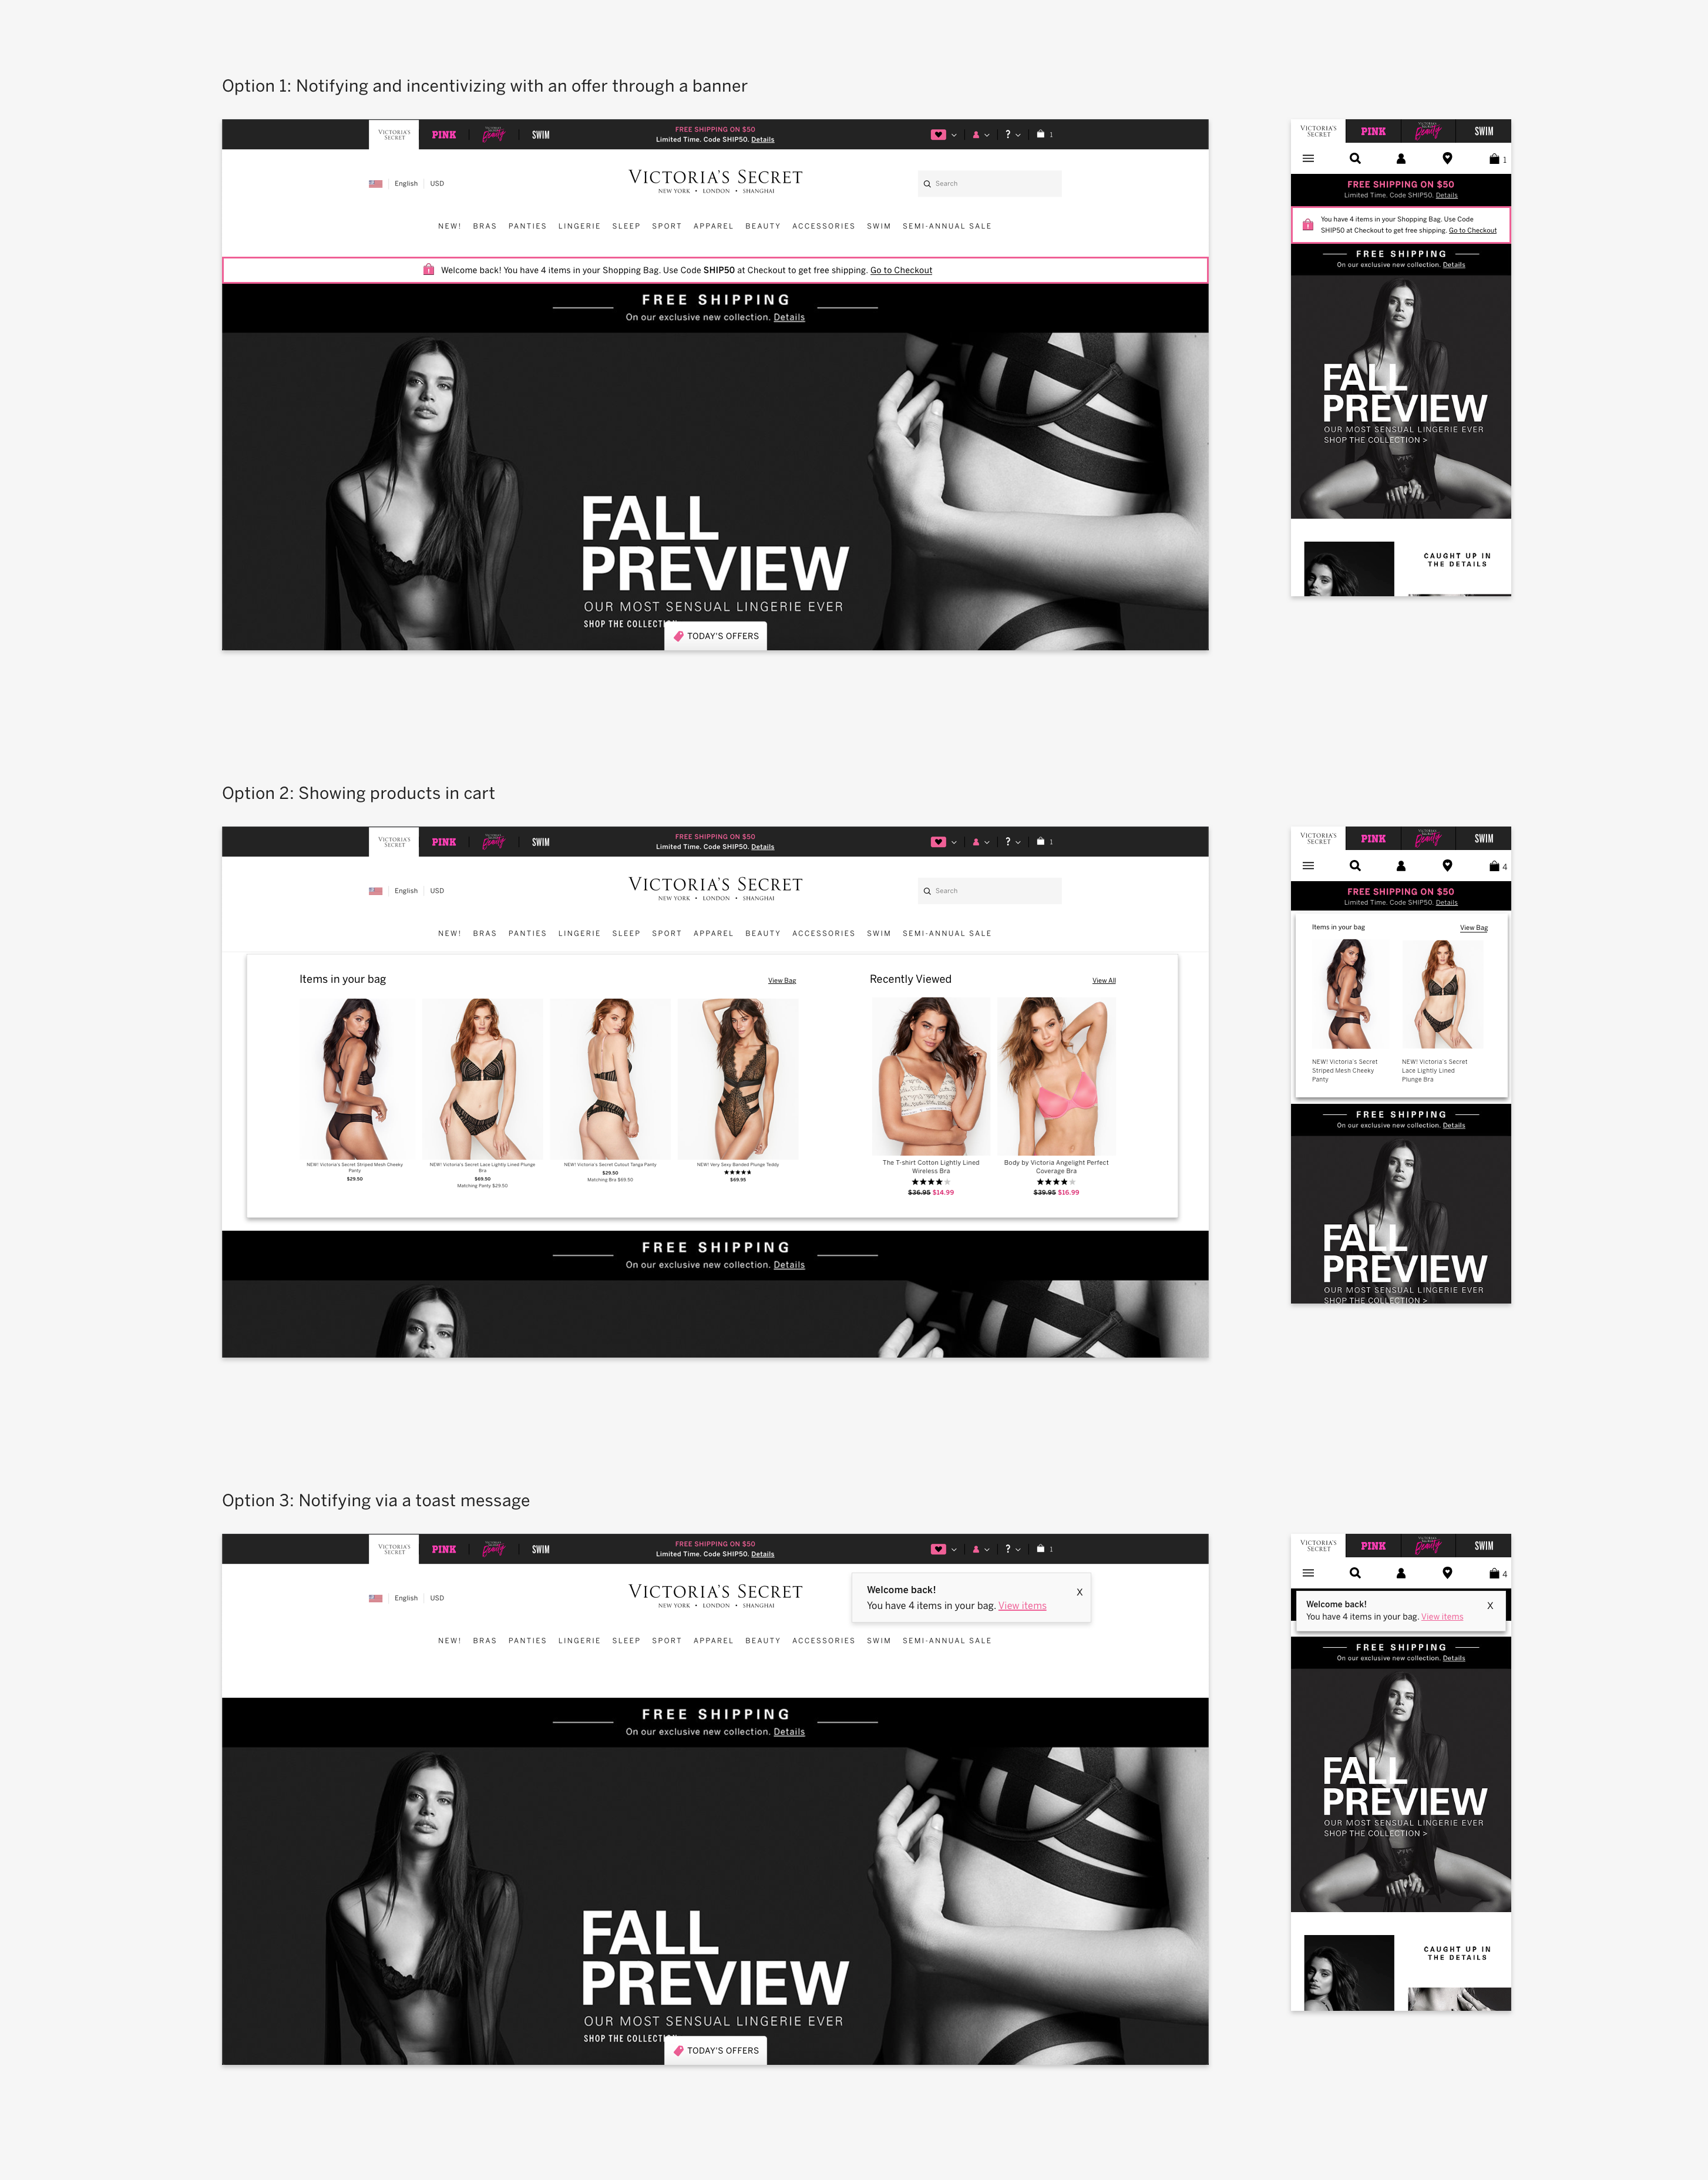 Option 1: Notifying and incentivizing with an offer through a banner
VICTORIA'S
SECRET
PINK
Beauty
SWIM
FREE SHIPPING ON $50
Limited Time. Code SHIP50. Details
?
1
English
USD
VICTORIA'S SECRET
NEW YORK • LONDON • SHANGHAI
Search
NEW! BRAS PANTIES LINGERIE SLEEP SPORT APPAREL BEAUTY ACCESSORIES SWIM SEMI-ANNUAL SALE
Welcome back! You have 4 items in your Shopping Bag. Use Code SHIP50 at Checkout to get free shipping. Go to Checkout
FREE SHIPPING
On our exclusive new collection. Details
FALL
PREVIEW
OUR MOST SENSUAL LINGERIE EVER
SHOP THE COLLECTION
TODAY'S OFFERS
VICTORIA'S
SECRET
PINK
Beauty
SWIM
1
FREE SHIPPING ON $50
Limited Time. Code SHIP50. Details
You have 4 items in your Shopping Bag. Use Code
SHIP50 at Checkout to get free shipping. Go to Checkout
FREE SHIPPING
On our exclusive new collection. Details
FALL
PREVIEW
OUR MOST SENSUAL LINGERIE EVER
SHOP THE COLLECTION >
CAUGHT UP IN
THE DETAILS
Option 2: Showing products in cart
VICTORIA'S
SECRET
PINK
Beauty
SWIM
FREE SHIPPING ON $50
Limited Time. Code SHIP50. Details
?
1
English
USD
VICTORIA'S SECRET
NEW YORK • LONDON • SHANGHAI
Search
NEW! BRAS PANTIES LINGERIE SLEEP SPORT APPAREL BEAUTY ACCESSORIES SWIM SEMI-ANNUAL SALE
Items in your bag
View Bag
NEW! Victoria's Secret Striped Mesh Cheeky
Panty
$29.50
NEW! Victoria's Secret Lace Lightly Lined Plunge
Bra
$69.50
Matching Panty $29.50
NEW! Victoria's Secret Cutout Tanga Panty
$29.50
Matching Bra $69.50
NEW! Very Sexy Banded Plunge Teddy
$69.95
Recently Viewed
View All
The T-shirt Cotton Lightly Lined
Wireless Bra
$36.95 $14.99
Body by Victoria Angelight Perfect
Coverage Bra
$39.95 $16.99
FREE SHIPPING
On our exclusive new collection. Details
VICTORIA'S
SECRET
PINK
Beauty
SWIM
4
FREE SHIPPING ON $50
Limited Time. Code SHIP50. Details
Items in your bag
View Bag
NEW! Victoria's Secret
Striped Mesh Cheeky
Panty
NEW! Victoria's Secret
Lace Lightly Lined
Plunge Bra
FREE SHIPPING
On our exclusive new collection. Details
FALL
PREVIEW
OUR MOST SENSUAL LINGERIE EVER
SHOP THE COLLECTION >
Option 3: Notifying via a toast message
VICTORIA'S
SECRET
PINK
Beauty
SWIM
FREE SHIPPING ON $50
Limited Time. Code SHIP50. Details
?
1
English
USD
VICTORIA'S SECRET
NEW YORK • LONDON • SHANGHAI
Welcome back!
X
You have 4 items in your bag. View items
NEW! BRAS PANTIES LINGERIE SLEEP SPORT APPAREL BEAUTY ACCESSORIES SWIM SEMI-ANNUAL SALE
FREE SHIPPING
On our exclusive new collection. Details
FALL
PREVIEW
OUR MOST SENSUAL LINGERIE EVER
SHOP THE COLLECTION
TODAY'S OFFERS
VICTORIA'S
SECRET
PINK
Beauty
SWIM
4
Welcome back!
X
You have 4 items in your bag. View items
FREE SHIPPING
On our exclusive new collection. Details
FALL
PREVIEW
OUR MOST SENSUAL LINGERIE EVER
SHOP THE COLLECTION >
CAUGHT UP IN
THE DETAILS